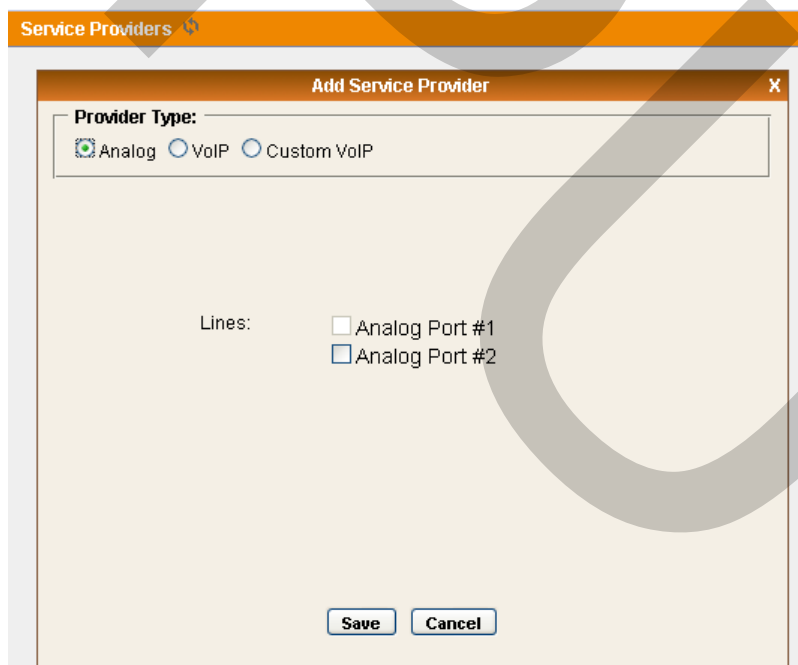 Service Providers
Add Service Provider X
Provider Type:
Analog VoIP Custom VoIP
Lines:
Analog Port #1
Analog Port #2
Save Cancel